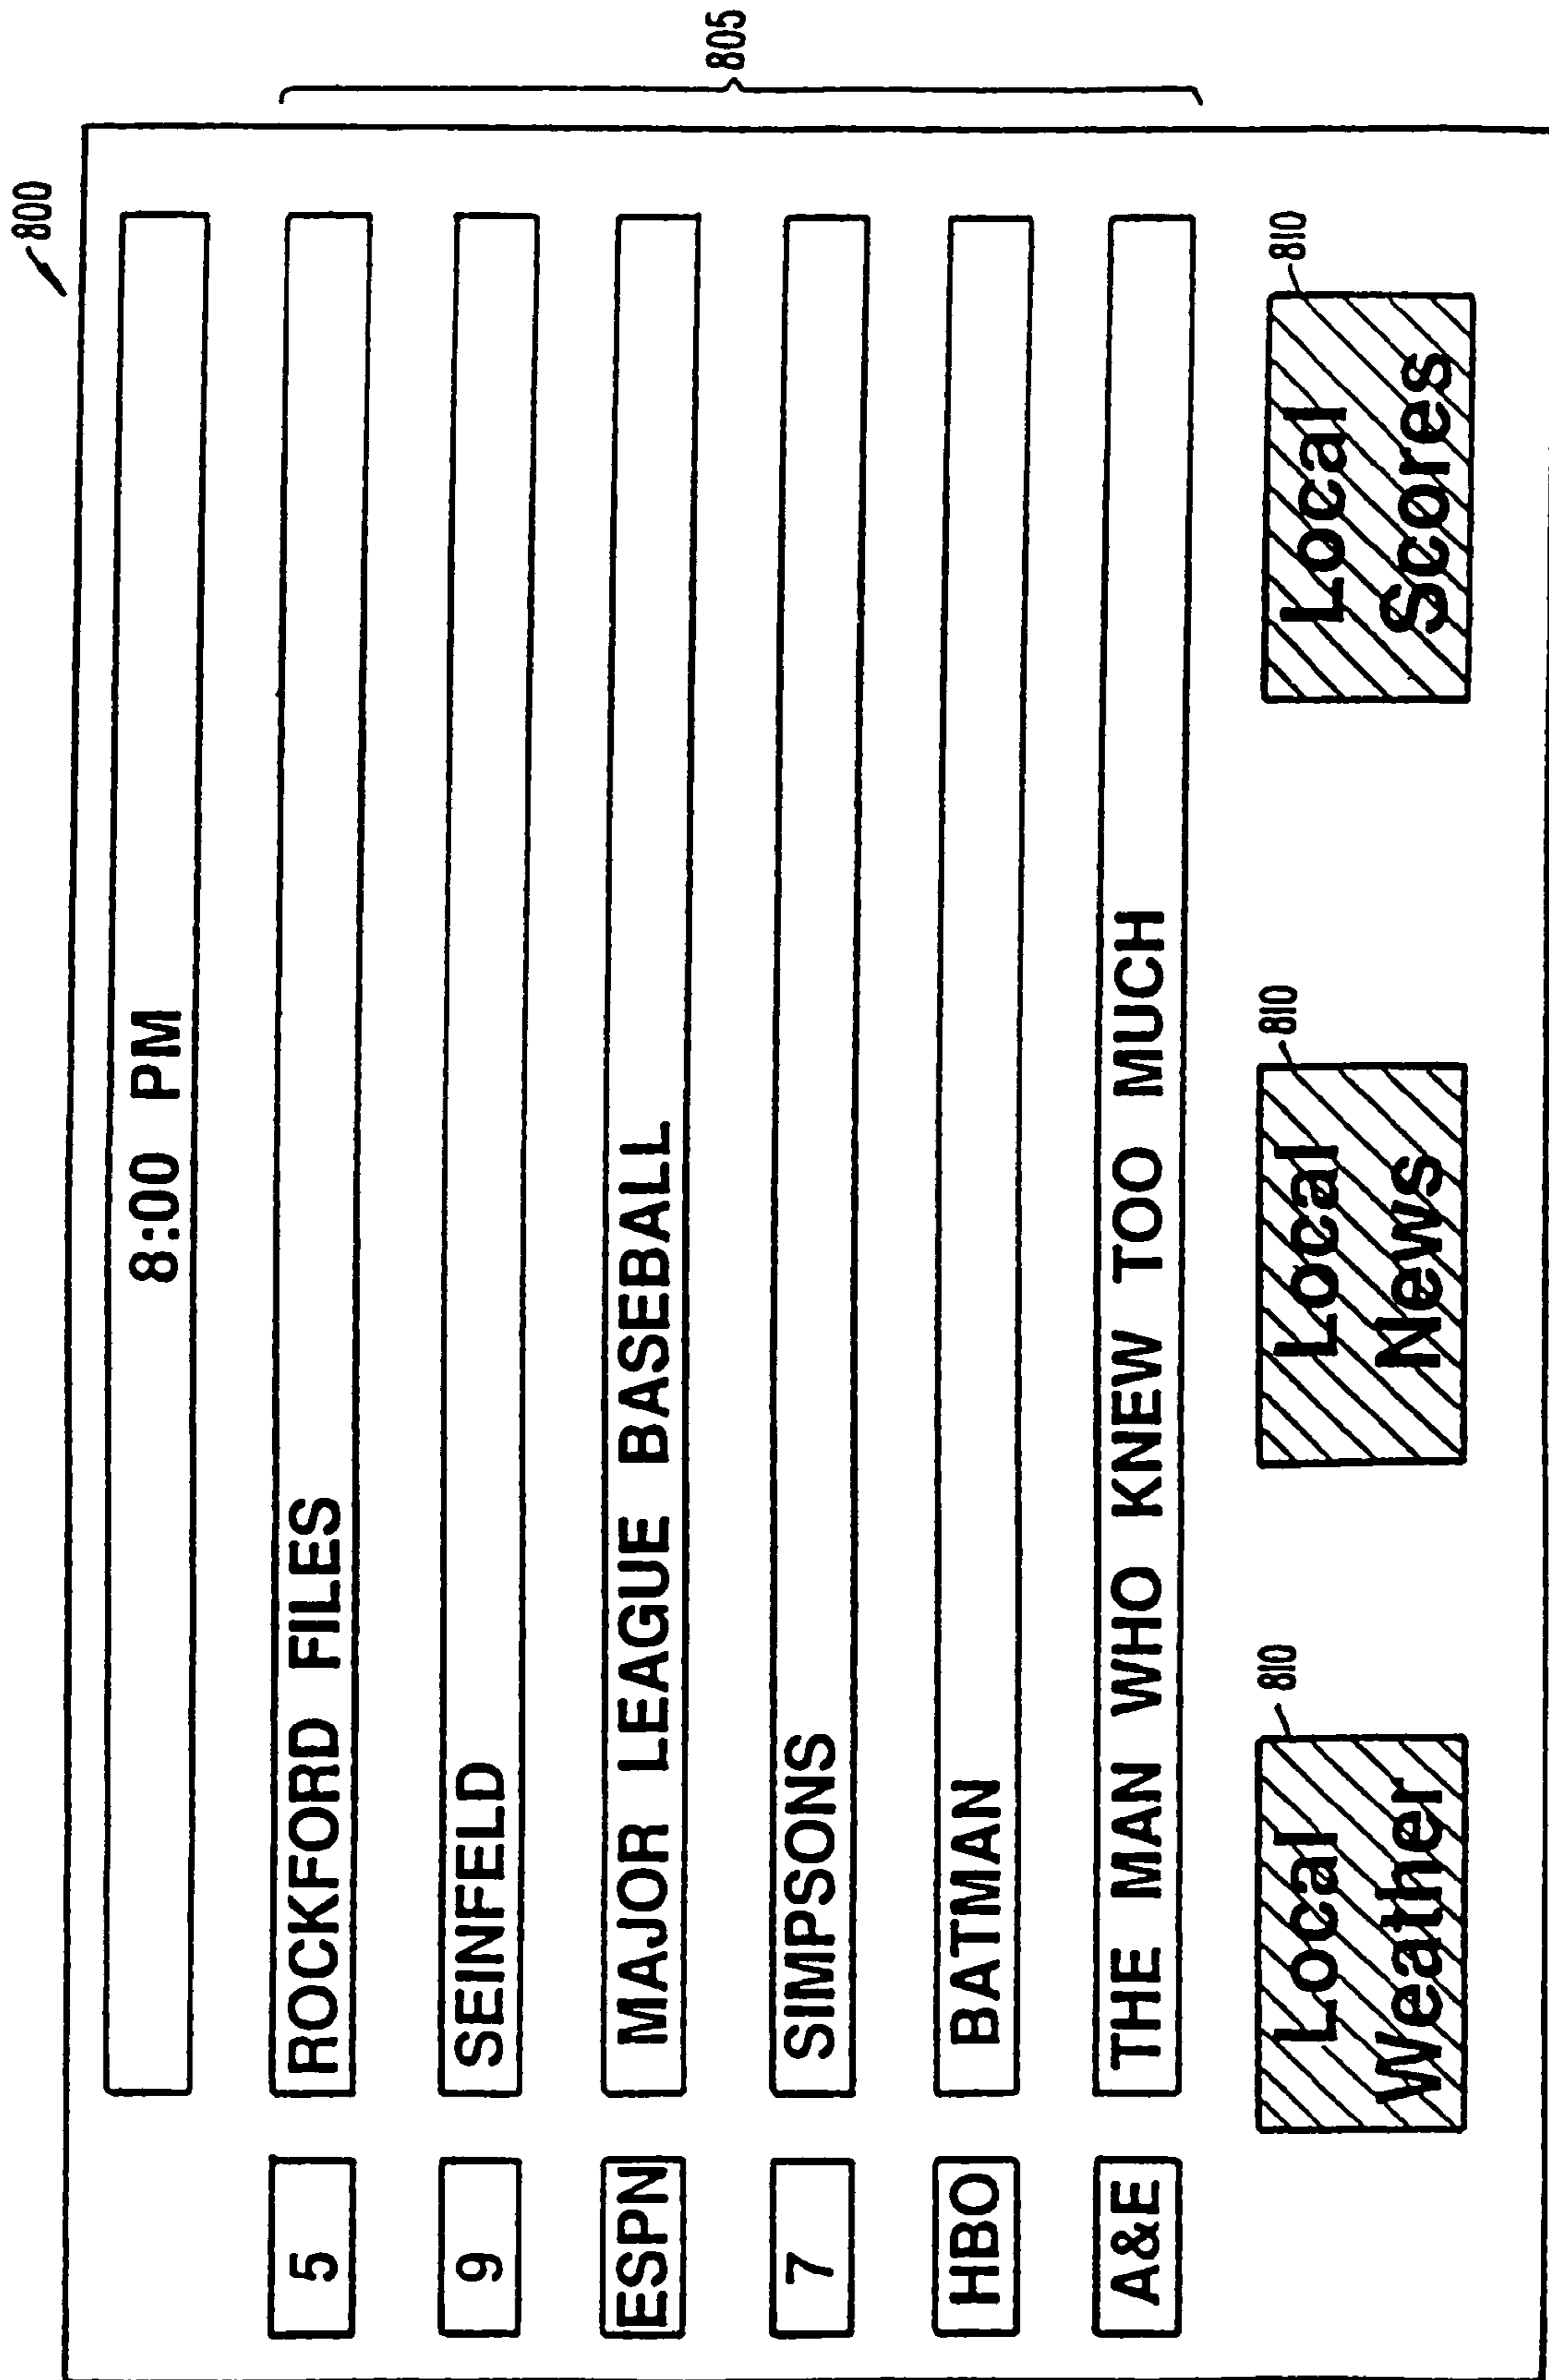 800
8:00 PM
5 ROCKFORD FILES
9 SEINFELD
ESPN MAJOR LEAGUE BASEBALL
7 SIMPSONS
HBO BATMAN
A&E THE MAN WHO KNEW TOO MUCH
805
810 810 810
Local Local Local
Weather News Scores